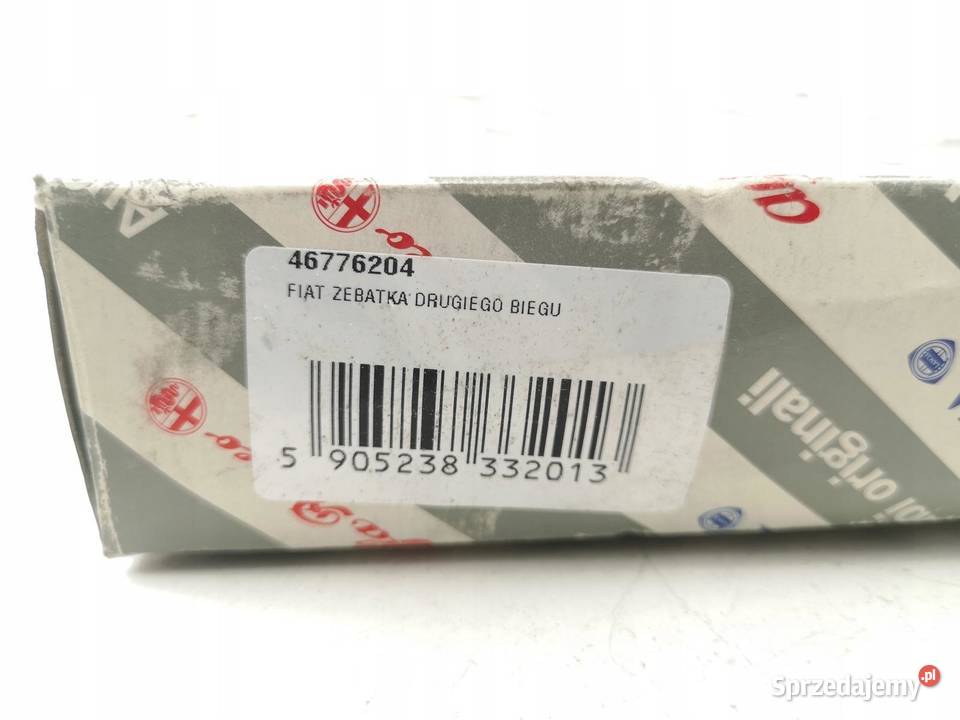 46776204
FIAT ZEBATKA DRUGIEGO BIEGU
5 905238 332013
originali
Sprzedajemy.pl